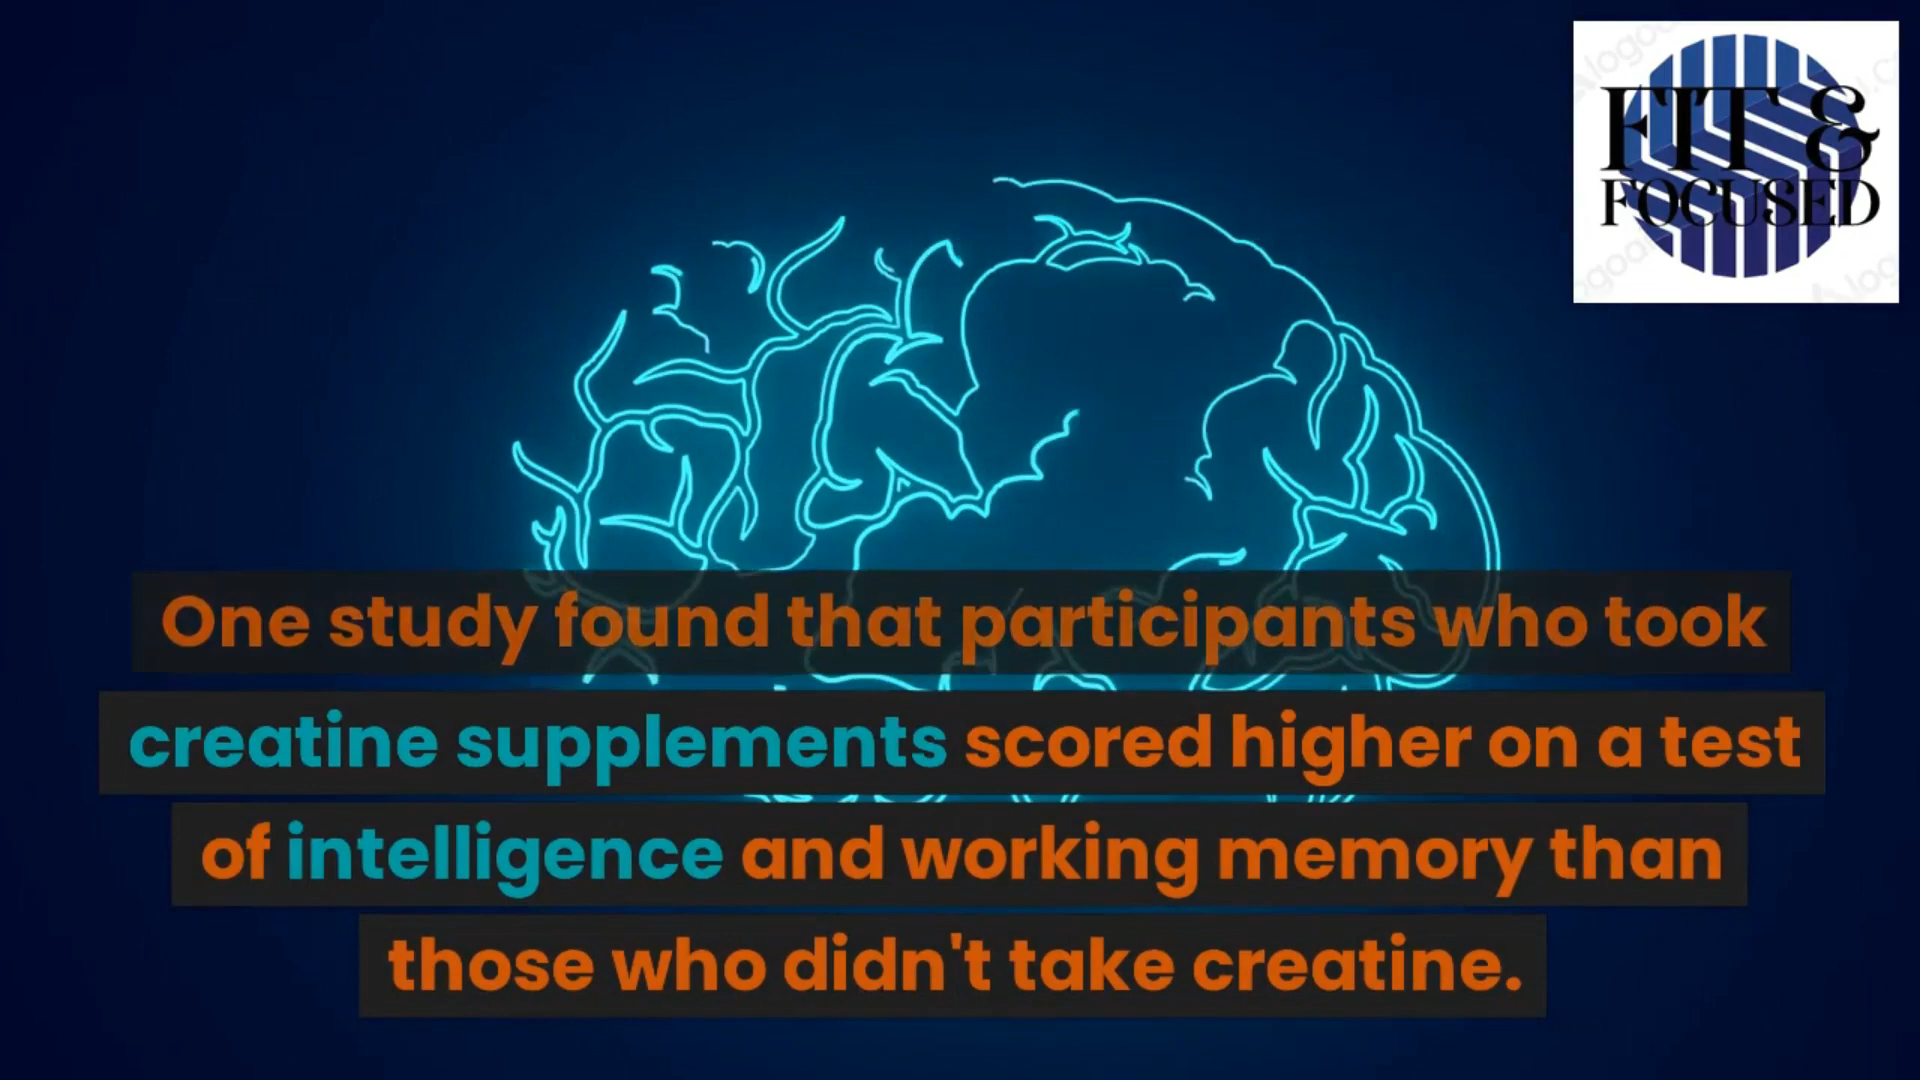 FIT &
FOCUSED
One study found that participants who took
creatine supplements scored higher on a test
of intelligence and working memory than
those who didn't take creatine.